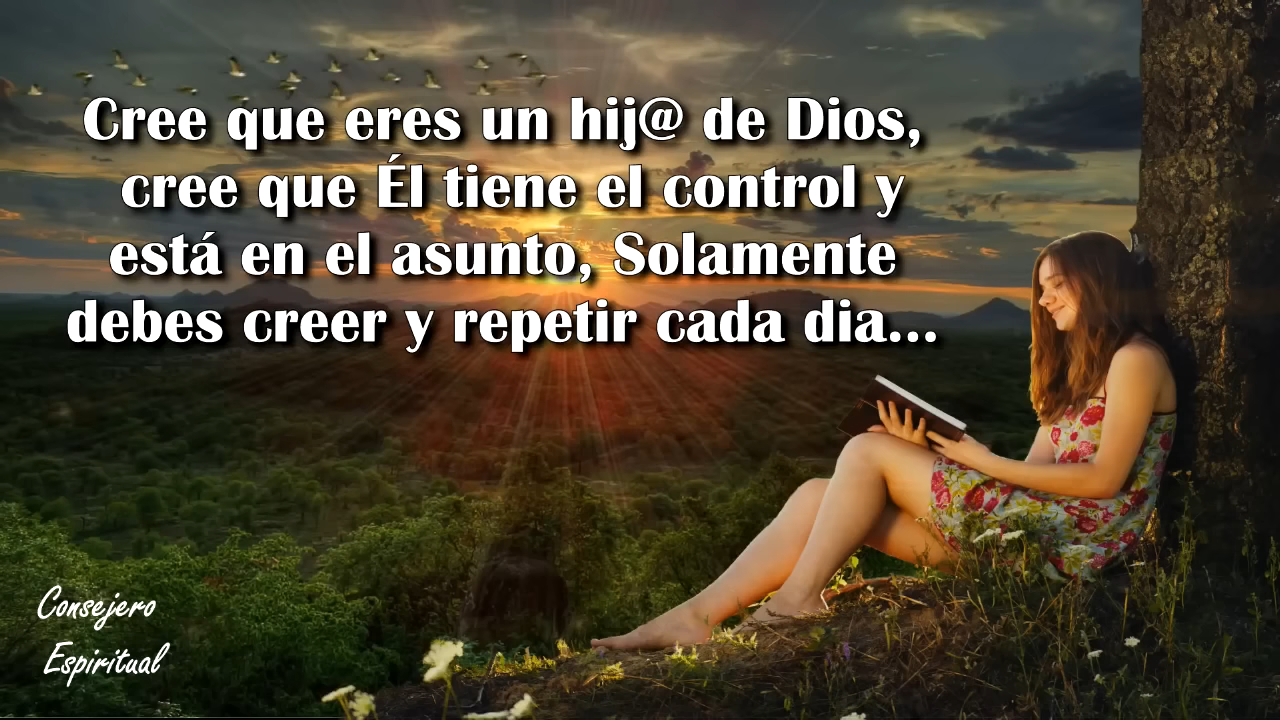 Cree que eres un hij@ de Dios,
cree que Él tiene el control y
está en el asunto, Solamente
debes creer y repetir cada dia...
Consejero
Espiritual